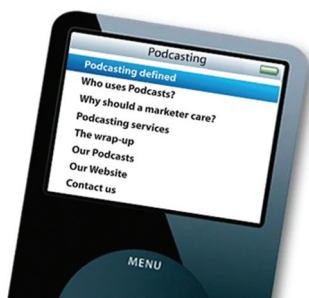 Podcasting
Podcasting defined
Who uses Podcasts?
Why should a marketer care?
Podcasting services
The wrap-up
Our Podcasts
Our Website
Contact us
MENU